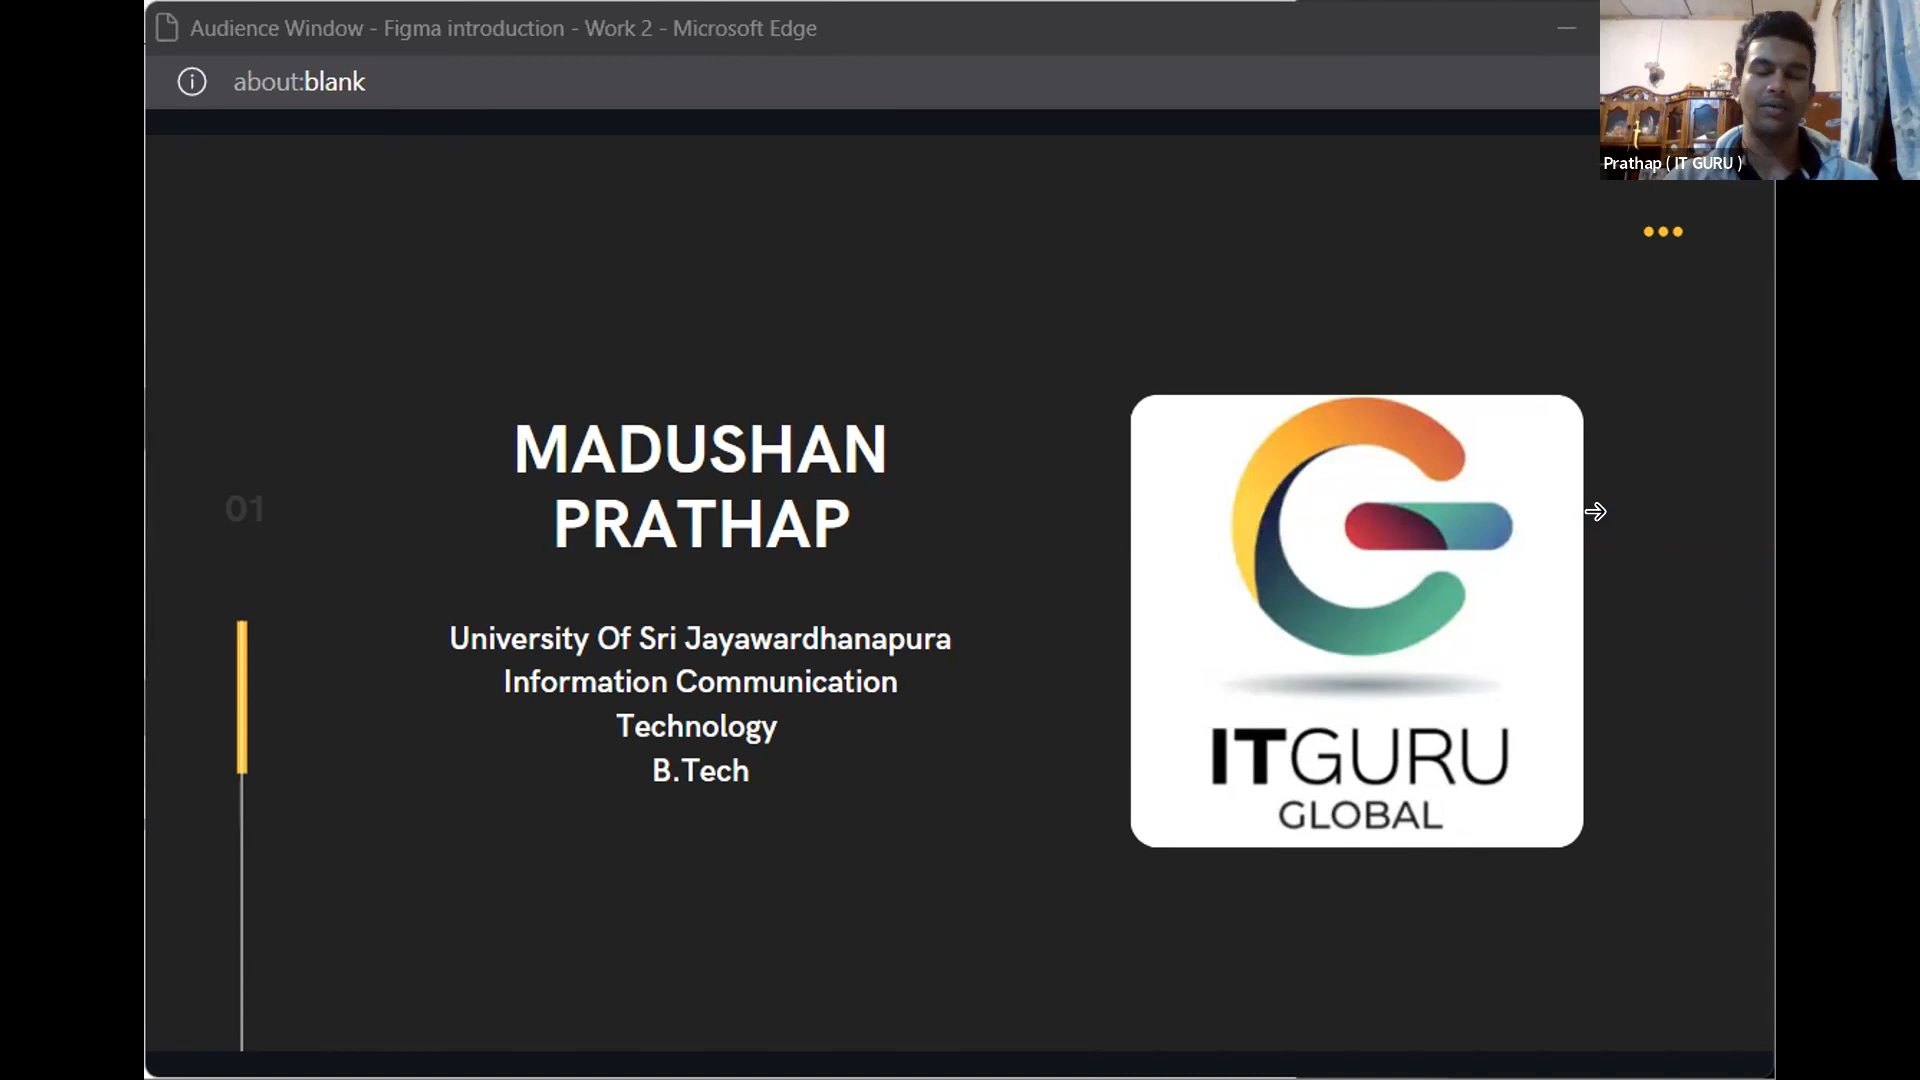 Audience Window - Figma introduction - Work 2 - Microsoft Edge
about:blank
Prathap ( IT GURU )
01
MADUSHAN
PRATHAP
University Of Sri Jayawardhanapura
Information Communication
Technology
B.Tech
ITGURU
GLOBAL